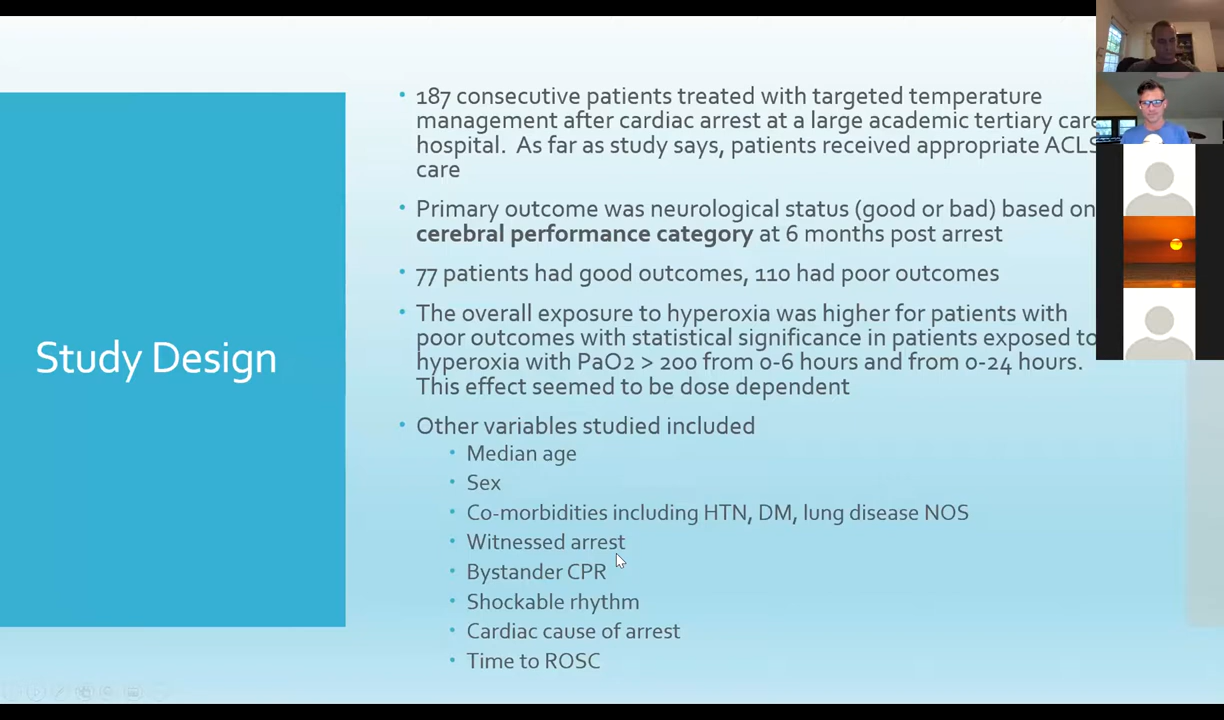 Study Design
• 187 consecutive patients treated with targeted temperature
management after cardiac arrest at a large academic tertiary care
hospital. As far as study says, patients received appropriate ACLS
care
• Primary outcome was neurological status (good or bad) based on
cerebral performance category at 6 months post arrest
• 77 patients had good outcomes, 110 had poor outcomes
• The overall exposure to hyperoxia was higher for patients with
poor outcomes with statistical significance in patients exposed to
hyperoxia with PaO2 > 200 from 0-6 hours and from 0-24 hours.
This effect seemed to be dose dependent
• Other variables studied included
• Median age
• Sex
• Co-morbidities including HTN, DM, lung disease NOS
• Witnessed arrest
• Bystander CPR
• Shockable rhythm
• Cardiac cause of arrest
• Time to ROSC